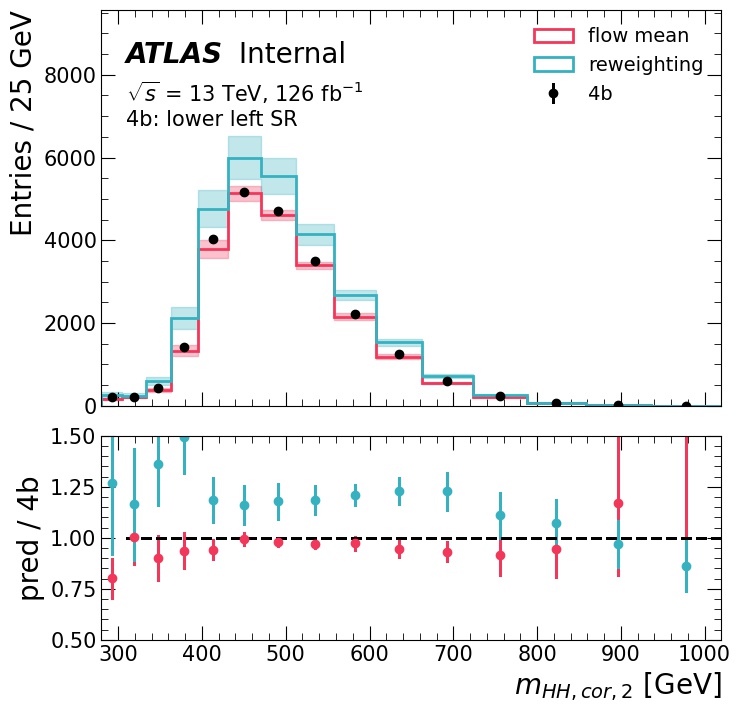 Entries / 25 GeV
ATLAS Internal
√s = 13 TeV, 126 fb⁻¹
4b: lower left SR
flow mean
reweighting
4b
8000
6000
4000
2000
0
pred / 4b
1.50
1.25
1.00
0.75
0.50
300 400 500 600 700 800 900 1000
m_{HH,cor,2} [GeV]